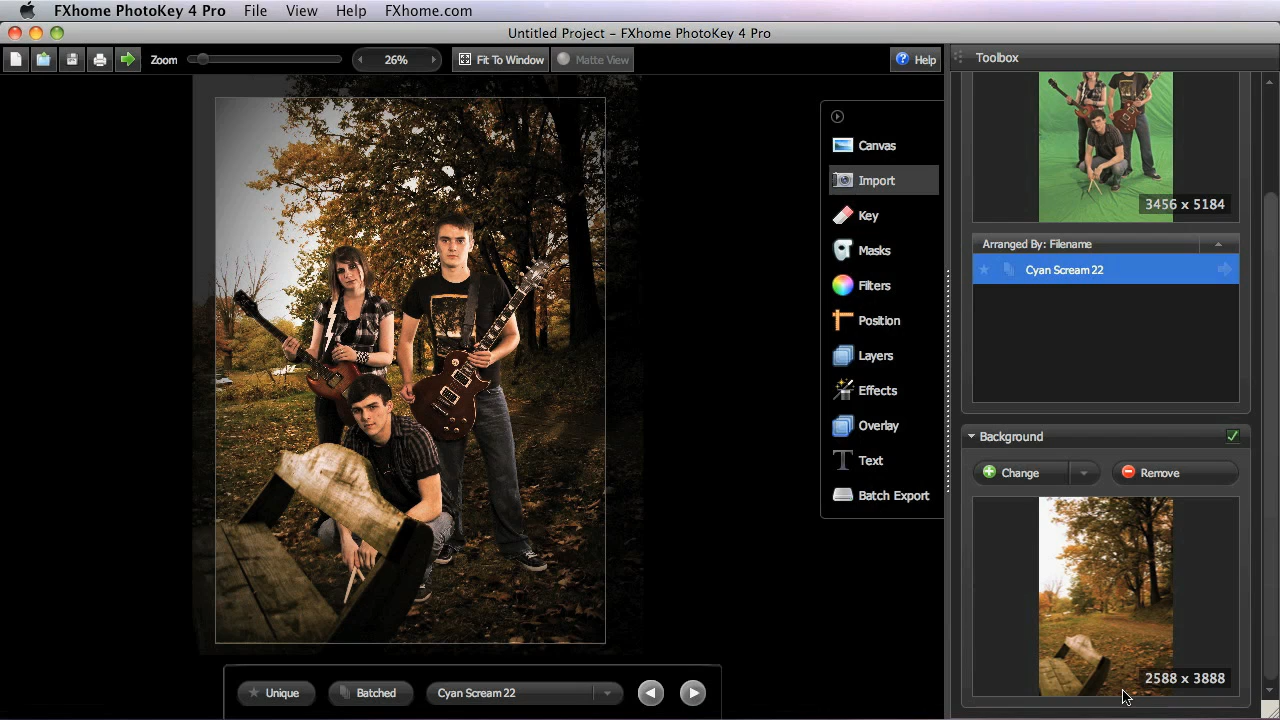 FXhome PhotoKey 4 Pro File View Help FXhome.com
Untitled Project – FXhome PhotoKey 4 Pro
Zoom 26% Fit To Window Matte View ? Help
Toolbox
Canvas
Import
Key
Masks
Filters
Position
Layers
Effects
Overlay
Text
Batch Export
3456 x 5184
Arranged By: Filename
Cyan Scream 22
Background
Change Remove
2588 x 3888
Unique Batched Cyan Scream 22